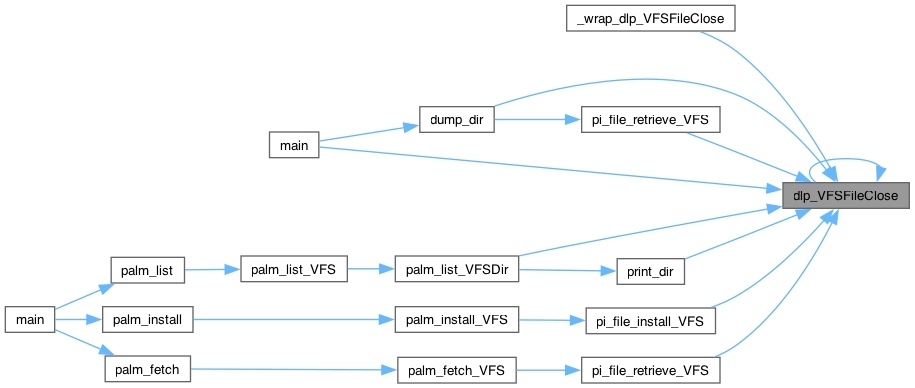 _wrap_dlp_VFSFileClose
dump_dir
pi_file_retrieve_VFS
main
dlp_VFSFileClose
palm_list
palm_list_VFS
palm_list_VFSDir
print_dir
main
palm_install
palm_install_VFS
pi_file_install_VFS
palm_fetch
palm_fetch_VFS
pi_file_retrieve_VFS